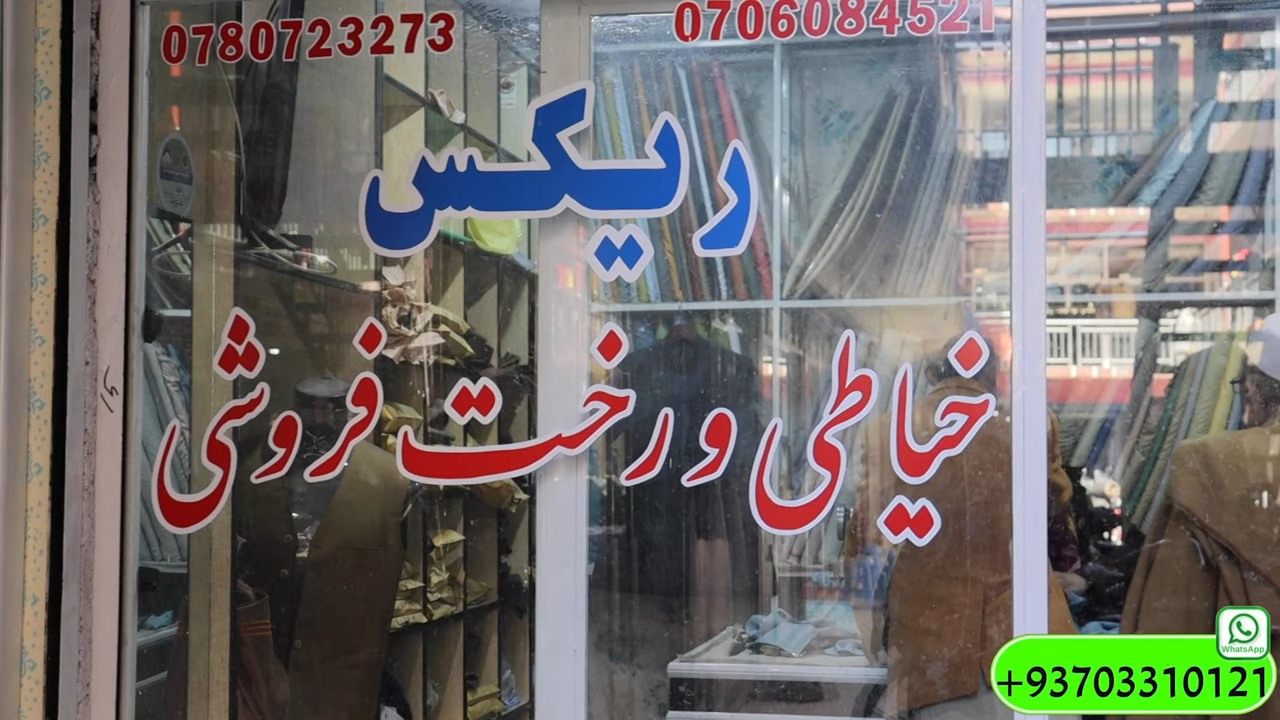 0780723273 0706084521
ریکس
خیاطی و رخت فروشی
WhatsApp
+93703310121